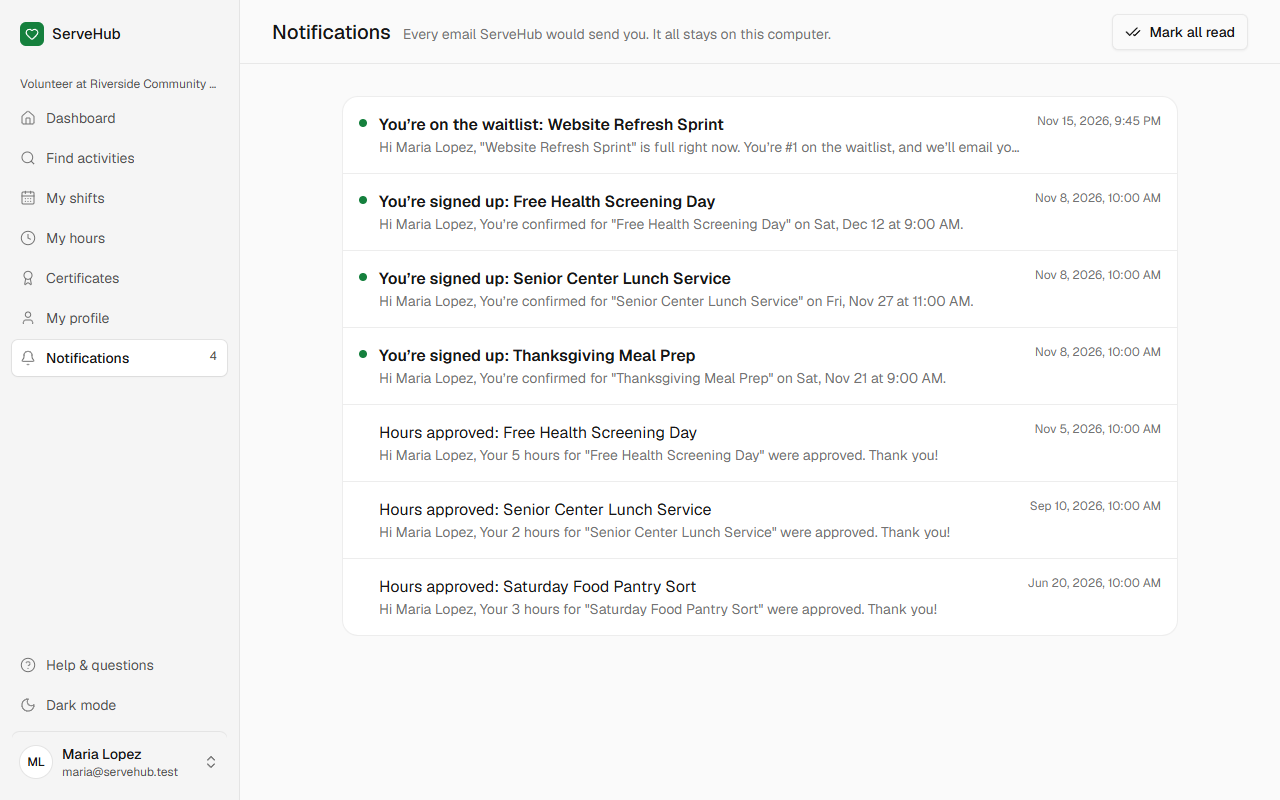 ServeHub
Volunteer at Riverside Community …
Dashboard
Find activities
My shifts
My hours
Certificates
My profile
Notifications 4
Help & questions
Dark mode
ML
Maria Lopez
maria@servehub.test
Notifications Every email ServeHub would send you. It all stays on this computer.
Mark all read
You’re on the waitlist: Website Refresh Sprint Nov 15, 2026, 9:45 PM
Hi Maria Lopez, "Website Refresh Sprint" is full right now. You’re #1 on the waitlist, and we’ll email yo…
You’re signed up: Free Health Screening Day Nov 8, 2026, 10:00 AM
Hi Maria Lopez, You’re confirmed for "Free Health Screening Day" on Sat, Dec 12 at 9:00 AM.
You’re signed up: Senior Center Lunch Service Nov 8, 2026, 10:00 AM
Hi Maria Lopez, You’re confirmed for "Senior Center Lunch Service" on Fri, Nov 27 at 11:00 AM.
You’re signed up: Thanksgiving Meal Prep Nov 8, 2026, 10:00 AM
Hi Maria Lopez, You’re confirmed for "Thanksgiving Meal Prep" on Sat, Nov 21 at 9:00 AM.
Hours approved: Free Health Screening Day Nov 5, 2026, 10:00 AM
Hi Maria Lopez, Your 5 hours for "Free Health Screening Day" were approved. Thank you!
Hours approved: Senior Center Lunch Service Sep 10, 2026, 10:00 AM
Hi Maria Lopez, Your 2 hours for "Senior Center Lunch Service" were approved. Thank you!
Hours approved: Saturday Food Pantry Sort Jun 20, 2026, 10:00 AM
Hi Maria Lopez, Your 3 hours for "Saturday Food Pantry Sort" were approved. Thank you!